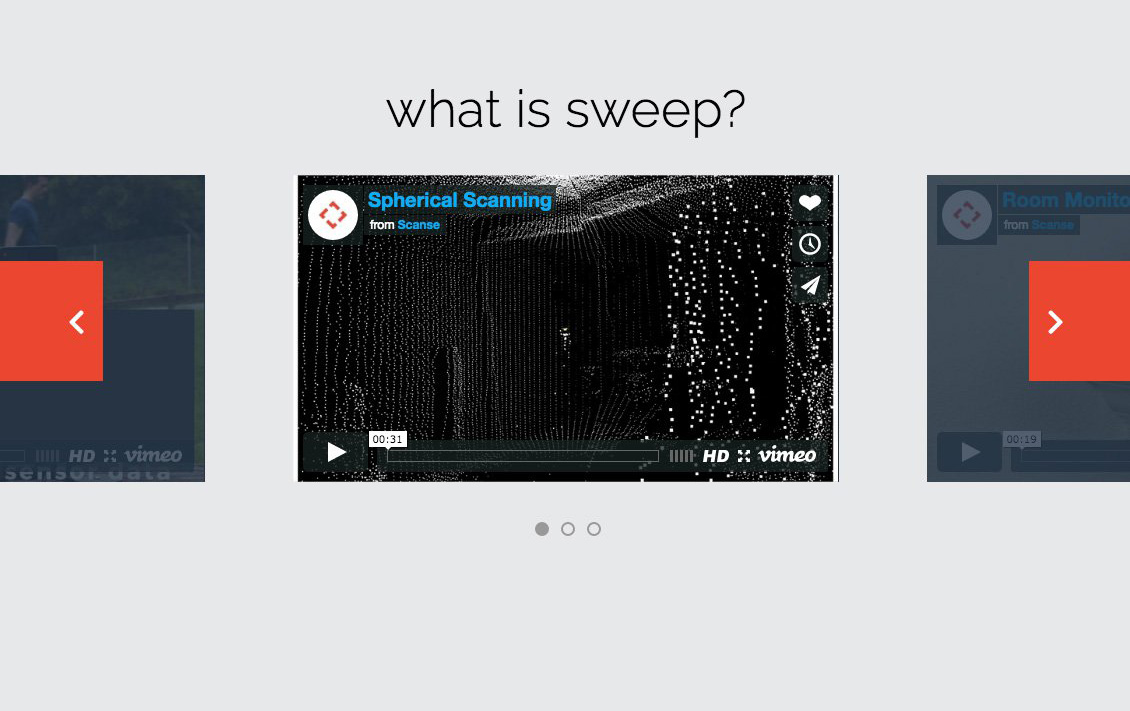 what is sweep?
Spherical Scanning
from Scanse
00:31
HD vimeo
Room Monito
from Scanse
00:19
HD vimeo
sensor data